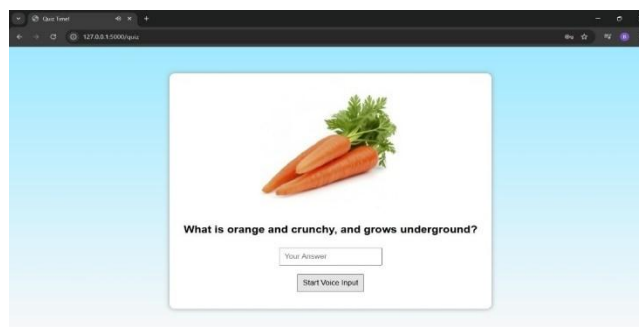 Quiz Time!
127.0.0.1:5000/quiz
What is orange and crunchy, and grows underground?
Your Answer
Start Voice Input